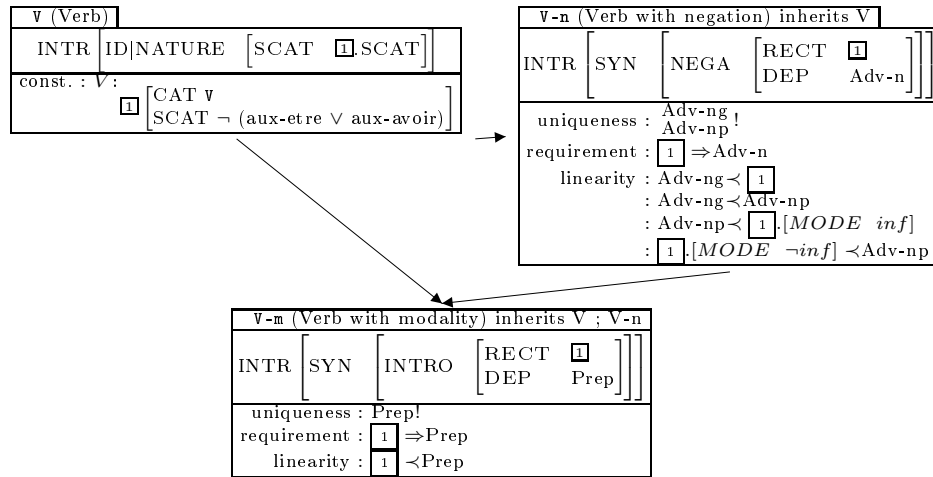 V (Verb)
INTR [ID|NATURE [SCAT 1.SCAT]]
const. : V:
1 [CAT V
SCAT ¬ (aux-etre ∨ aux-avoir)]
V-n (Verb with negation) inherits V
INTR [SYN [NEGA [RECT 1
DEP Adv-n]]]
uniqueness : Adv-ng
Adv-np !
requirement : 1 ⇒Adv-n
linearity : Adv-ng≺ 1
: Adv-ng≺Adv-np
: Adv-np≺ 1.[MODE inf]
: 1.[MODE ¬inf] ≺Adv-np
V-m (Verb with modality) inherits V ; V-n
INTR [SYN [INTRO [RECT 1
DEP Prep]]]
uniqueness : Prep!
requirement : 1 ⇒Prep
linearity : 1 ≺Prep